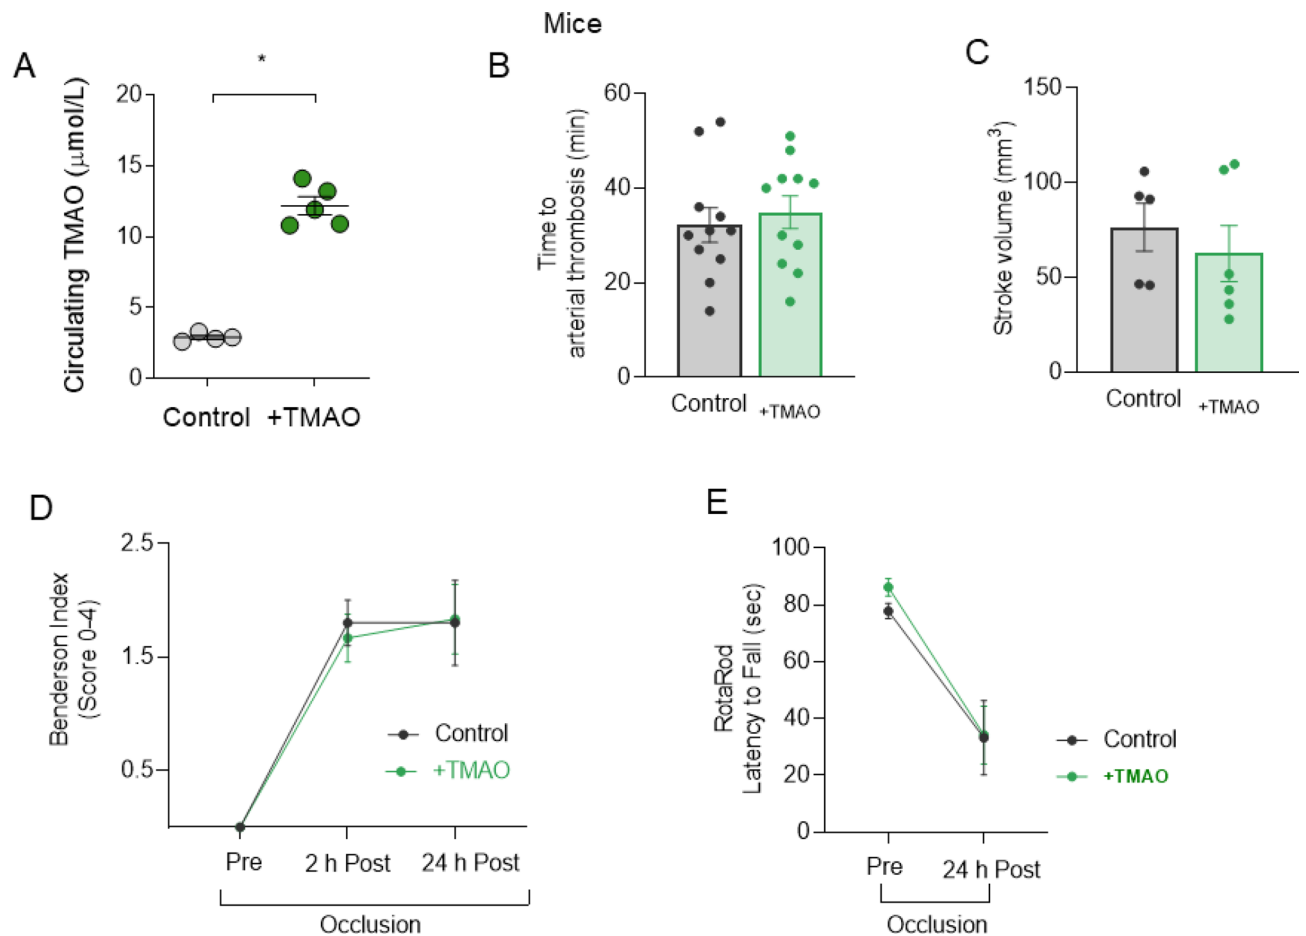 Mice
A
*
Circulating TMAO (μmol/L)
20
15
10
5
0
Control
+TMAO
B
Time to
arterial thrombosis (min)
60
40
20
0
Control
+TMAO
C
Stroke volume (mm³)
150
100
50
0
Control
+TMAO
D
Benderson Index
(Score 0–4)
2.5
1.5
0.5
Control
+TMAO
Pre
2 h Post
24 h Post
Occlusion
E
RotaRod
Latency to Fall (sec)
100
80
60
40
20
0
Control
+TMAO
Pre
24 h Post
Occlusion